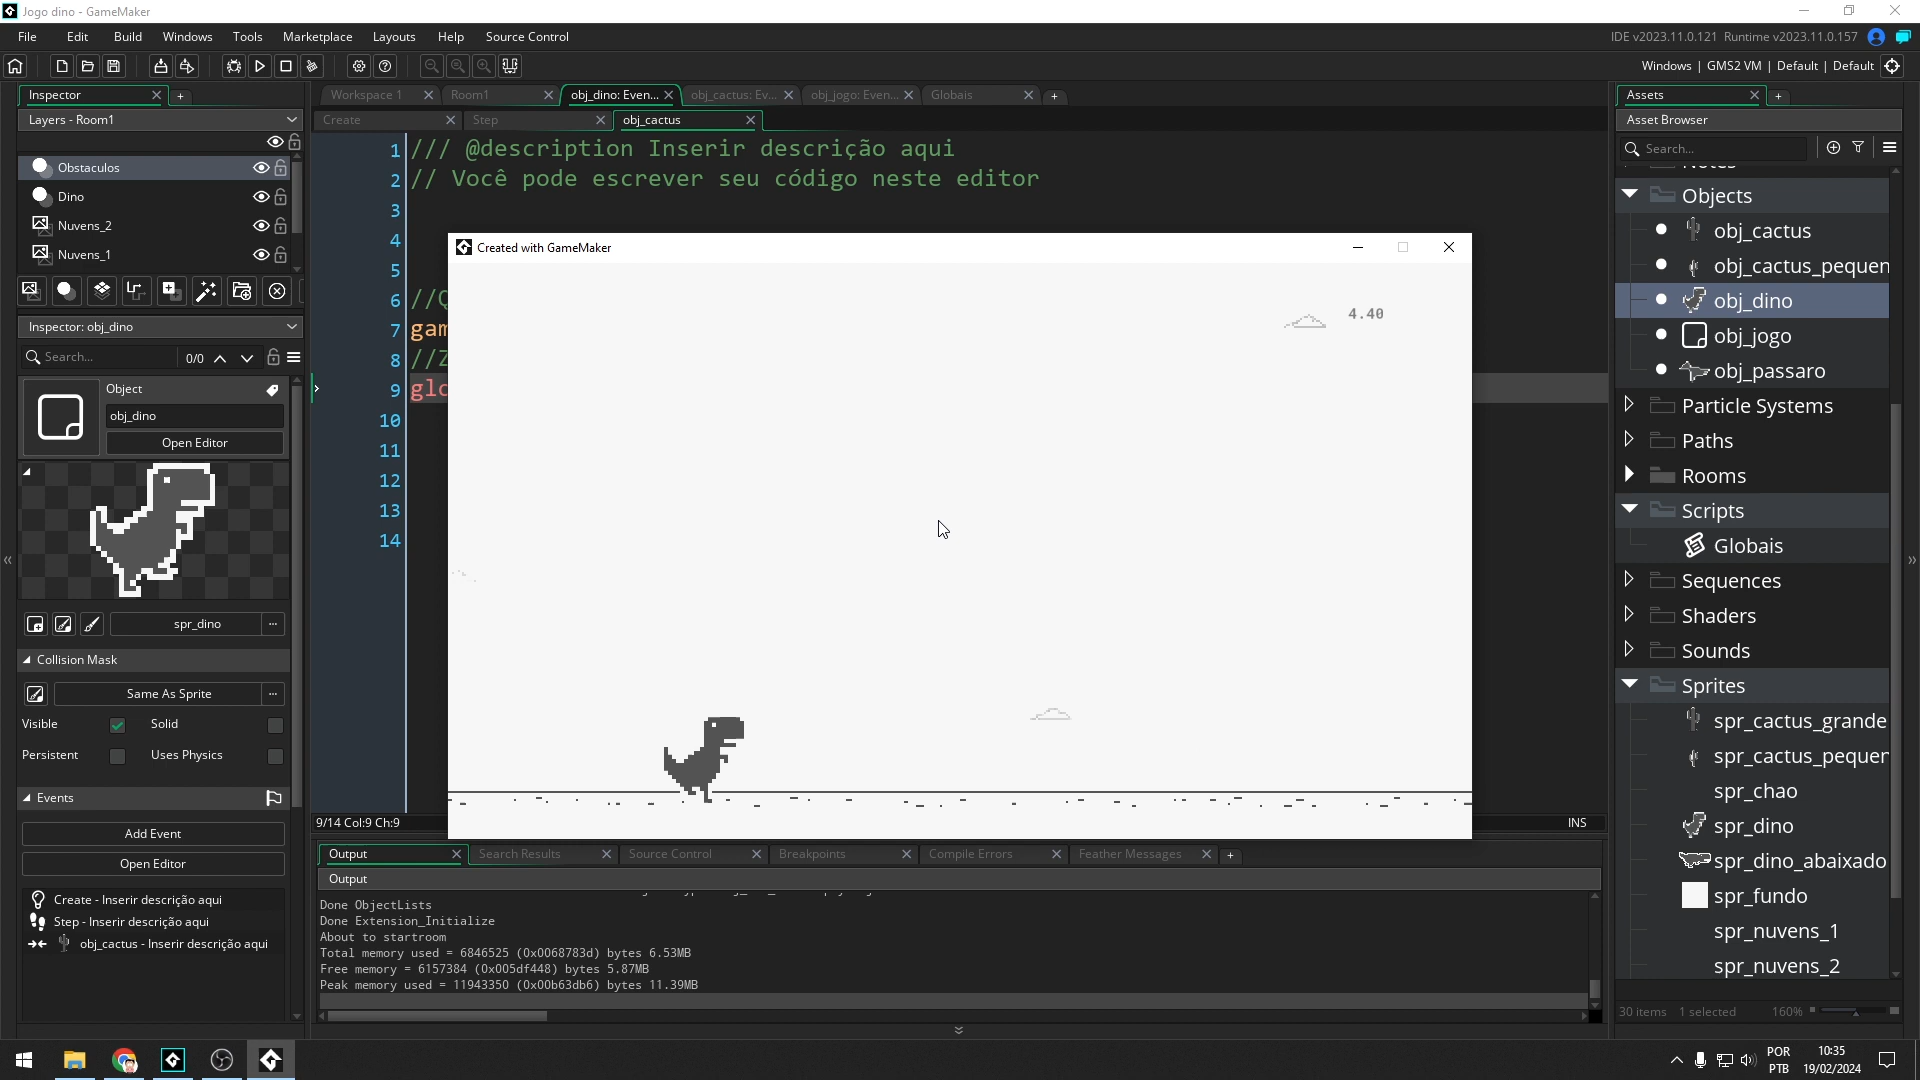 Jogo dino - GameMaker
File Edit Build Windows Tools Marketplace Layouts Help Source Control
IDE v2023.11.0.121 Runtime v2023.11.0.157
Windows | GMS2 VM | Default | Default
Inspector
Layers - Room1
Obstaculos
Dino
Nuvens_2
Nuvens_1
Inspector: obj_dino
Search... 0/0
Object
obj_dino
Open Editor
spr_dino
Collision Mask
Same As Sprite
Visible Solid
Persistent Uses Physics
Events
Add Event
Open Editor
Create - Inserir descrição aqui
Step - Inserir descrição aqui
obj_cactus - Inserir descrição aqui
Workspace 1 Room1 obj_dino: Even... obj_cactus: Ev... obj_jogo: Even... Globais
Create Step obj_cactus
1 /// @description Inserir descrição aqui
2 // Você pode escrever seu código neste editor
3
4
5
6 //
7 gam
8 //
9 glo
10
11
12
13
14
9/14 Col:9 Ch:9 INS
Created with GameMaker
4.40
Output Search Results Source Control Breakpoints Compile Errors Feather Messages
Output
Done ObjectLists
Done Extension_Initialize
About to startroom
Total memory used = 6846525 (0x0068783d) bytes 6.53MB
Free memory = 6157384 (0x005df448) bytes 5.87MB
Peak memory used = 11943350 (0x00b63db6) bytes 11.39MB
Assets
Asset Browser
Search...
Objects
obj_cactus
obj_cactus_pequen
obj_dino
obj_jogo
obj_passaro
Particle Systems
Paths
Rooms
Scripts
Globais
Sequences
Shaders
Sounds
Sprites
spr_cactus_grande
spr_cactus_pequer
spr_chao
spr_dino
spr_dino_abaixado
spr_fundo
spr_nuvens_1
spr_nuvens_2
30 items 1 selected 160%
POR
PTB
10:35
19/02/2024